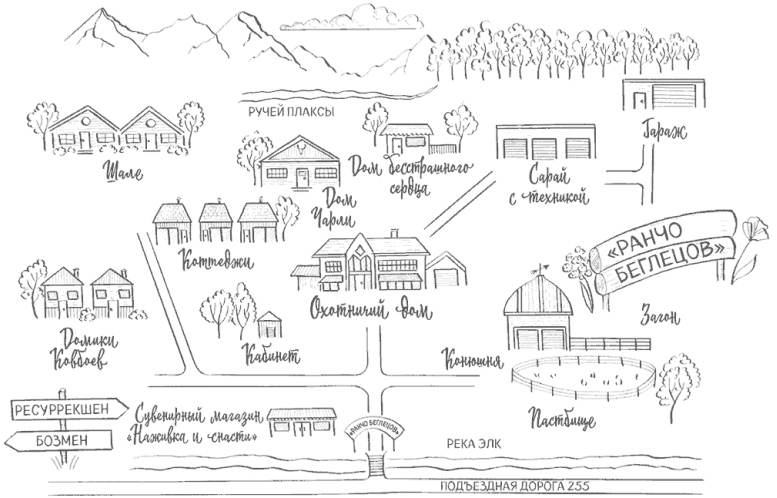 РУЧЕЙ ПЛАКСЫ
Гараж
Шале
Дом
Чарли
Дом бесстрашного
сердца
Сарай
с техникой
Коттеджи
«РАНЧО
БЕГЛЕЦОВ»
Охотничий дом
Загон
Домики
Ковбоев
Кабинет
Конюшня
Пастбище
РЕСУРРЕКШЕН
БОЗМЕН
Сувенирный магазин
«Наживка и снасти»
«РАНЧО БЕГЛЕЦОВ»
РЕКА ЭЛК
ПОДЪЕЗДНАЯ ДОРОГА 255